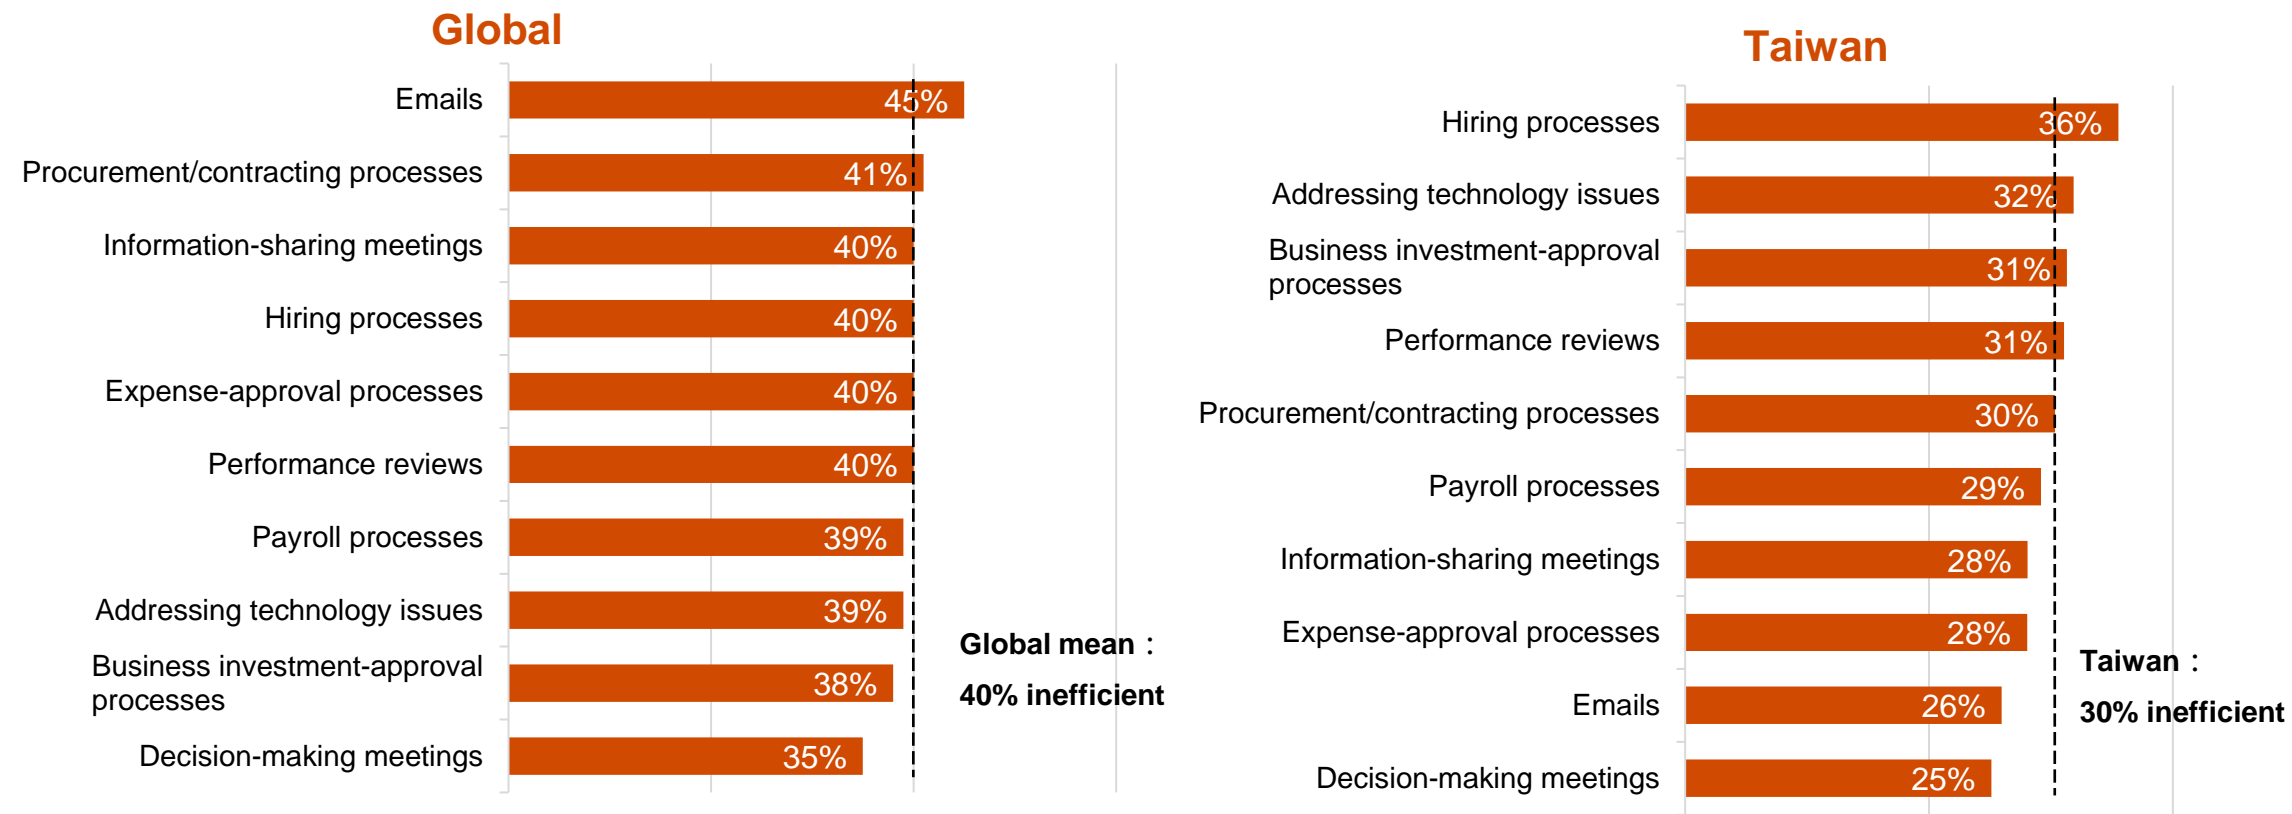 Global
Emails
45%
Procurement/contracting processes
41%
Information-sharing meetings
40%
Hiring processes
40%
Expense-approval processes
40%
Performance reviews
40%
Payroll processes
39%
Addressing technology issues
39%
Business investment-approval
processes
38%
Decision-making meetings
35%
Global mean：
40% inefficient
Taiwan
Hiring processes
36%
Addressing technology issues
32%
Business investment-approval
processes
31%
Performance reviews
31%
Procurement/contracting processes
30%
Payroll processes
29%
Information-sharing meetings
28%
Expense-approval processes
28%
Emails
26%
Decision-making meetings
25%
Taiwan：
30% inefficient